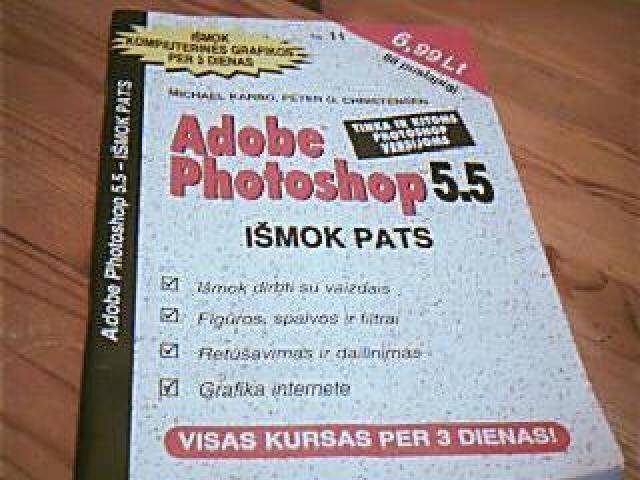 IŠMOK
KOMPIUTERINĖS GRAFIKOS
PER 3 DIENAS
11
6,99 Lt
puslapiai
MICHAEL KARBO, PETER G. CHRISTENSEN
Adobe
Photoshop 5.5
TINKA IR KITOMS
PHOTOSHOP
VERSIJOMS
IŠMOK PATS
Išmok dirbti su vaizdais
Figūros, spalvos ir filtrai
Retušavimas ir dailinimas
Grafika internete
VISAS KURSAS PER 3 DIENAS!
Adobe Photoshop 5.5 – IŠMOK PATS